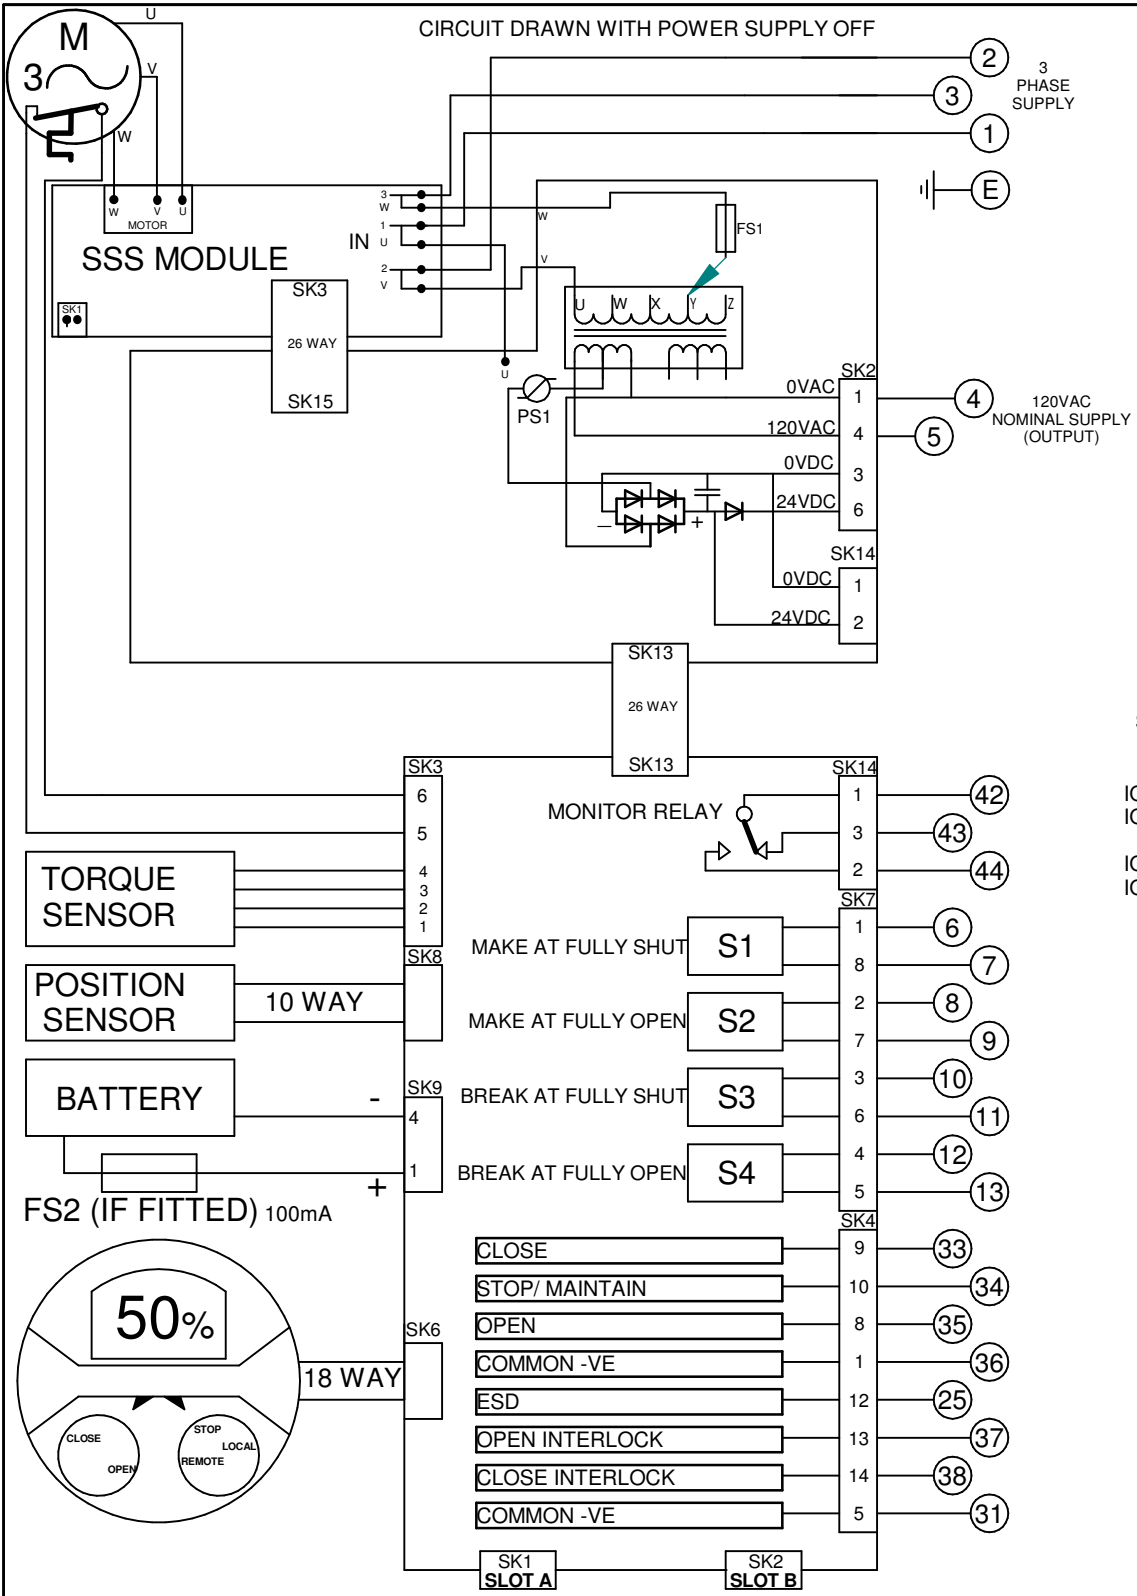 CIRCUIT DRAWN WITH POWER SUPPLY OFF
U
M
3
V
W
2
3
PHASE
SUPPLY
3
1
E
W V U
MOTOR
SSS MODULE
IN
3
W
1
U
2
V
W
V
FS1
U W X Y Z
SK1
SK3
26 WAY
SK15
U
PS1
SK2
0VAC 1 4
120VAC 4 5
120VAC
NOMINAL SUPPLY
(OUTPUT)
0VDC 3
24VDC 6
– +
SK14
0VDC 1
24VDC 2
SK13
26 WAY
SK13
SK3
6
5
4
3
2
1
TORQUE
SENSOR
SK8
POSITION
SENSOR
10 WAY
SK9
BATTERY
-
4
1
+
FS2 (IF FITTED) 100mA
50%
CLOSE
OPEN
STOP
LOCAL
REMOTE
18 WAY
SK6
MONITOR RELAY
SK14
1 42
3 43
2 44
SK7
MAKE AT FULLY SHUT S1
1 6
8 7
MAKE AT FULLY OPEN S2
2 8
7 9
BREAK AT FULLY SHUT S3
3 10
6 11
BREAK AT FULLY OPEN S4
4 12
5 13
SK4
CLOSE 9 33
STOP/ MAINTAIN 10 34
OPEN 8 35
COMMON -VE 1 36
ESD 12 25
OPEN INTERLOCK 13 37
CLOSE INTERLOCK 14 38
COMMON -VE 5 31
SK1
SLOT A
SK2
SLOT B